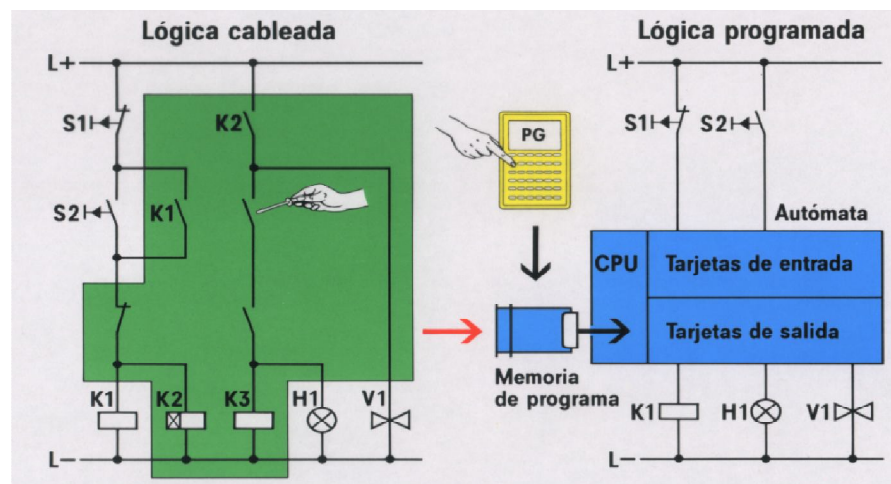 Lógica cableada
L+
S1
K2
S2
K1
K1
K2
K3
H1
V1
L−
PG
Memoria
de programa
Lógica programada
L+
S1
S2
Autómata
CPU
Tarjetas de entrada
Tarjetas de salida
K1
H1
V1
L−